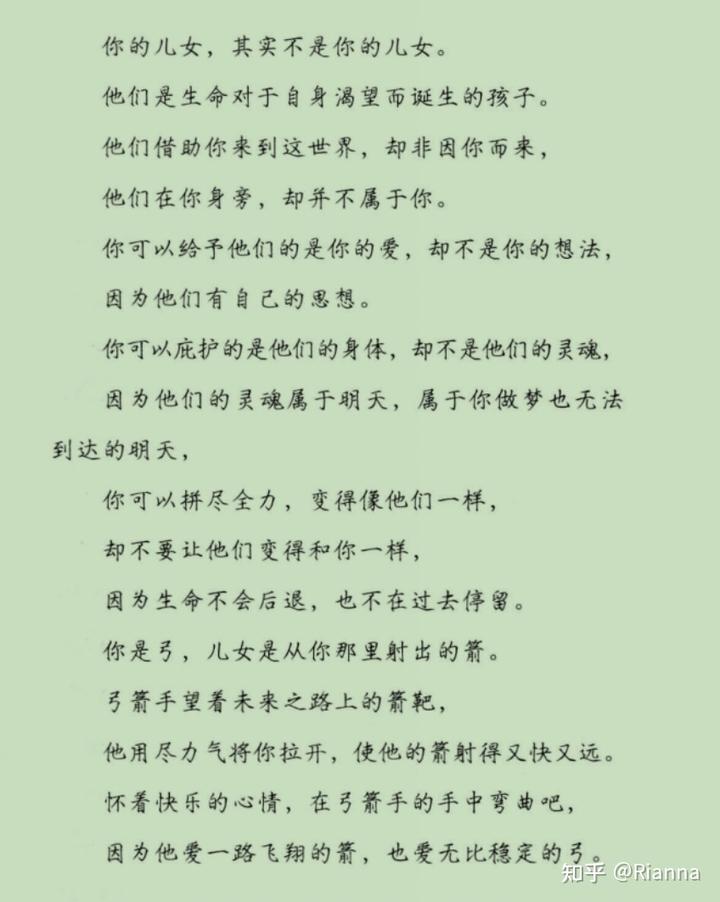 你的儿女，其实不是你的儿女。
他们是生命对于自身渴望而诞生的孩子。
他们借助你来到这世界，却非因你而来，
他们在你身旁，却并不属于你。
你可以给予他们的是你的爱，却不是你的想法，
因为他们有自己的思想。
你可以庇护的是他们的身体，却不是他们的灵魂，
因为他们的灵魂属于明天，属于你做梦也无法
到达的明天，
你可以拼尽全力，变得像他们一样，
却不要让他们变得和你一样，
因为生命不会后退，也不在过去停留。
你是弓，儿女是从你那里射出的箭。
弓箭手望着未来之路上的箭靶，
他用尽力气将你拉开，使他的箭射得又快又远。
怀着快乐的心情，在弓箭手的手中弯曲吧，
因为他爱一路飞翔的箭，也爱无比稳定的弓。
知乎 @Rianna